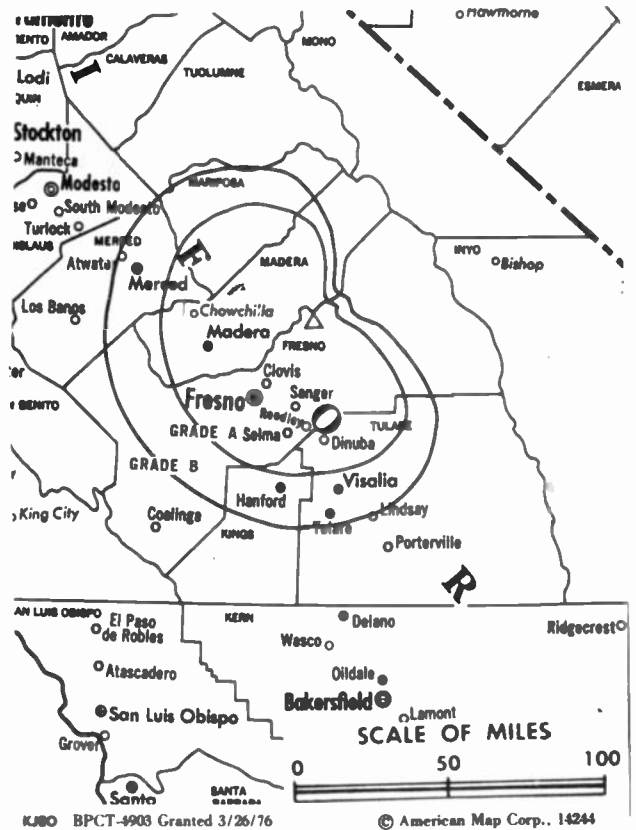 Hawthorne
AMADOR
MONO
CALAVERAS
TUOLUMNE
ESMERA
Lodi
I
Stockton
Manteca
Modesto
MARIPOSA
South Modesto
Turlock
MERCED
INYO
Atwater
Bishop
F
MADERA
Merced
Los Banos
Chowchilla
Madera
FRESNO
Clovis
Fresno
Sanger
BENITO
Reedley
GRADE A
Selma
TULARE
Dinuba
GRADE B
Visalia
Hanford
King City
Coalinga
Lindsay
Tulare
KINGS
Porterville
R
AN LUIS OBISPO
KERN
Delano
El Paso
de Robles
Ridgecrest
Wasco
Atascadero
Oildale
Bakersfield
San Luis Obispo
Lamont
Grover
SCALE OF MILES
0 50 100
Santa
SANTA
KJEO BPCT-4903 Granted 3/26/76
© American Map Corp., 14244